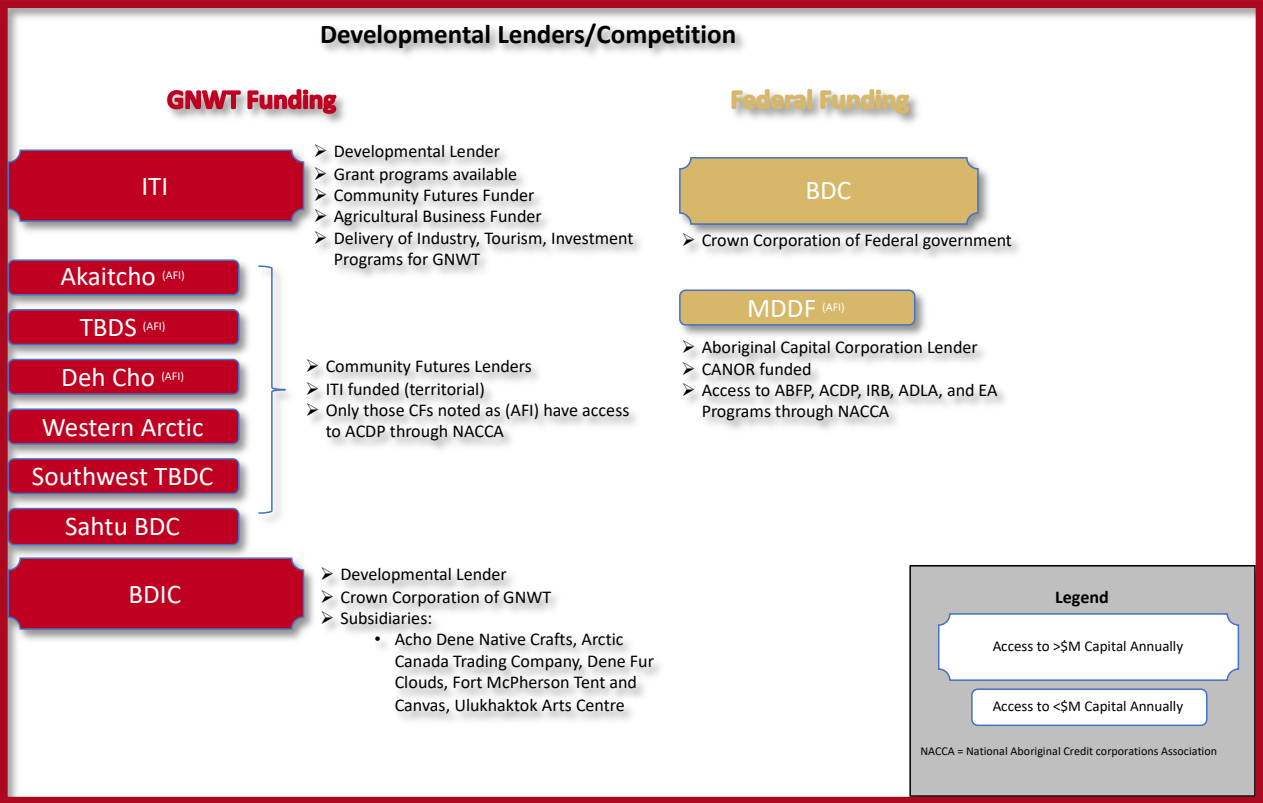 Developmental Lenders/Competition
GNWT Funding
ITI
➢ Developmental Lender
➢ Grant programs available
➢ Community Futures Funder
➢ Agricultural Business Funder
➢ Delivery of Industry, Tourism, Investment
Programs for GNWT
Akaitcho (AFI)
TBDS (AFI)
Deh Cho (AFI)
Western Arctic
Southwest TBDC
Sahtu BDC
➢ Community Futures Lenders
➢ ITI funded (territorial)
➢ Only those CFs noted as (AFI) have access
to ACDP through NACCA
BDIC
➢ Developmental Lender
➢ Crown Corporation of GNWT
➢ Subsidiaries:
• Acho Dene Native Crafts, Arctic
Canada Trading Company, Dene Fur
Clouds, Fort McPherson Tent and
Canvas, Ulukhaktok Arts Centre
Federal Funding
BDC
➢ Crown Corporation of Federal government
MDDF (AFI)
➢ Aboriginal Capital Corporation Lender
➢ CANOR funded
➢ Access to ABFP, ACDP, IRB, ADLA, and EA
Programs through NACCA
Legend
Access to >$M Capital Annually
Access to <$M Capital Annually
NACCA = National Aboriginal Credit corporations Association